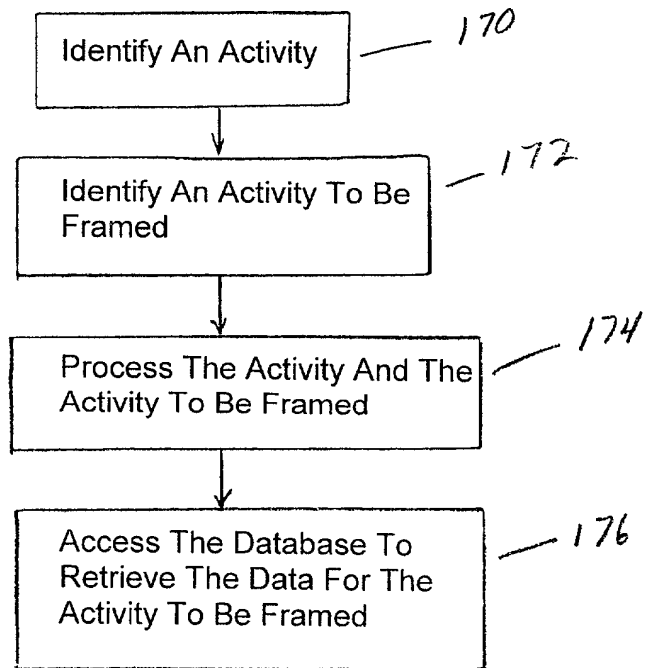 Identify An Activity
170
Identify An Activity To Be
Framed
172
Process The Activity And The
Activity To Be Framed
174
Access The Database To
Retrieve The Data For The
Activity To Be Framed
176